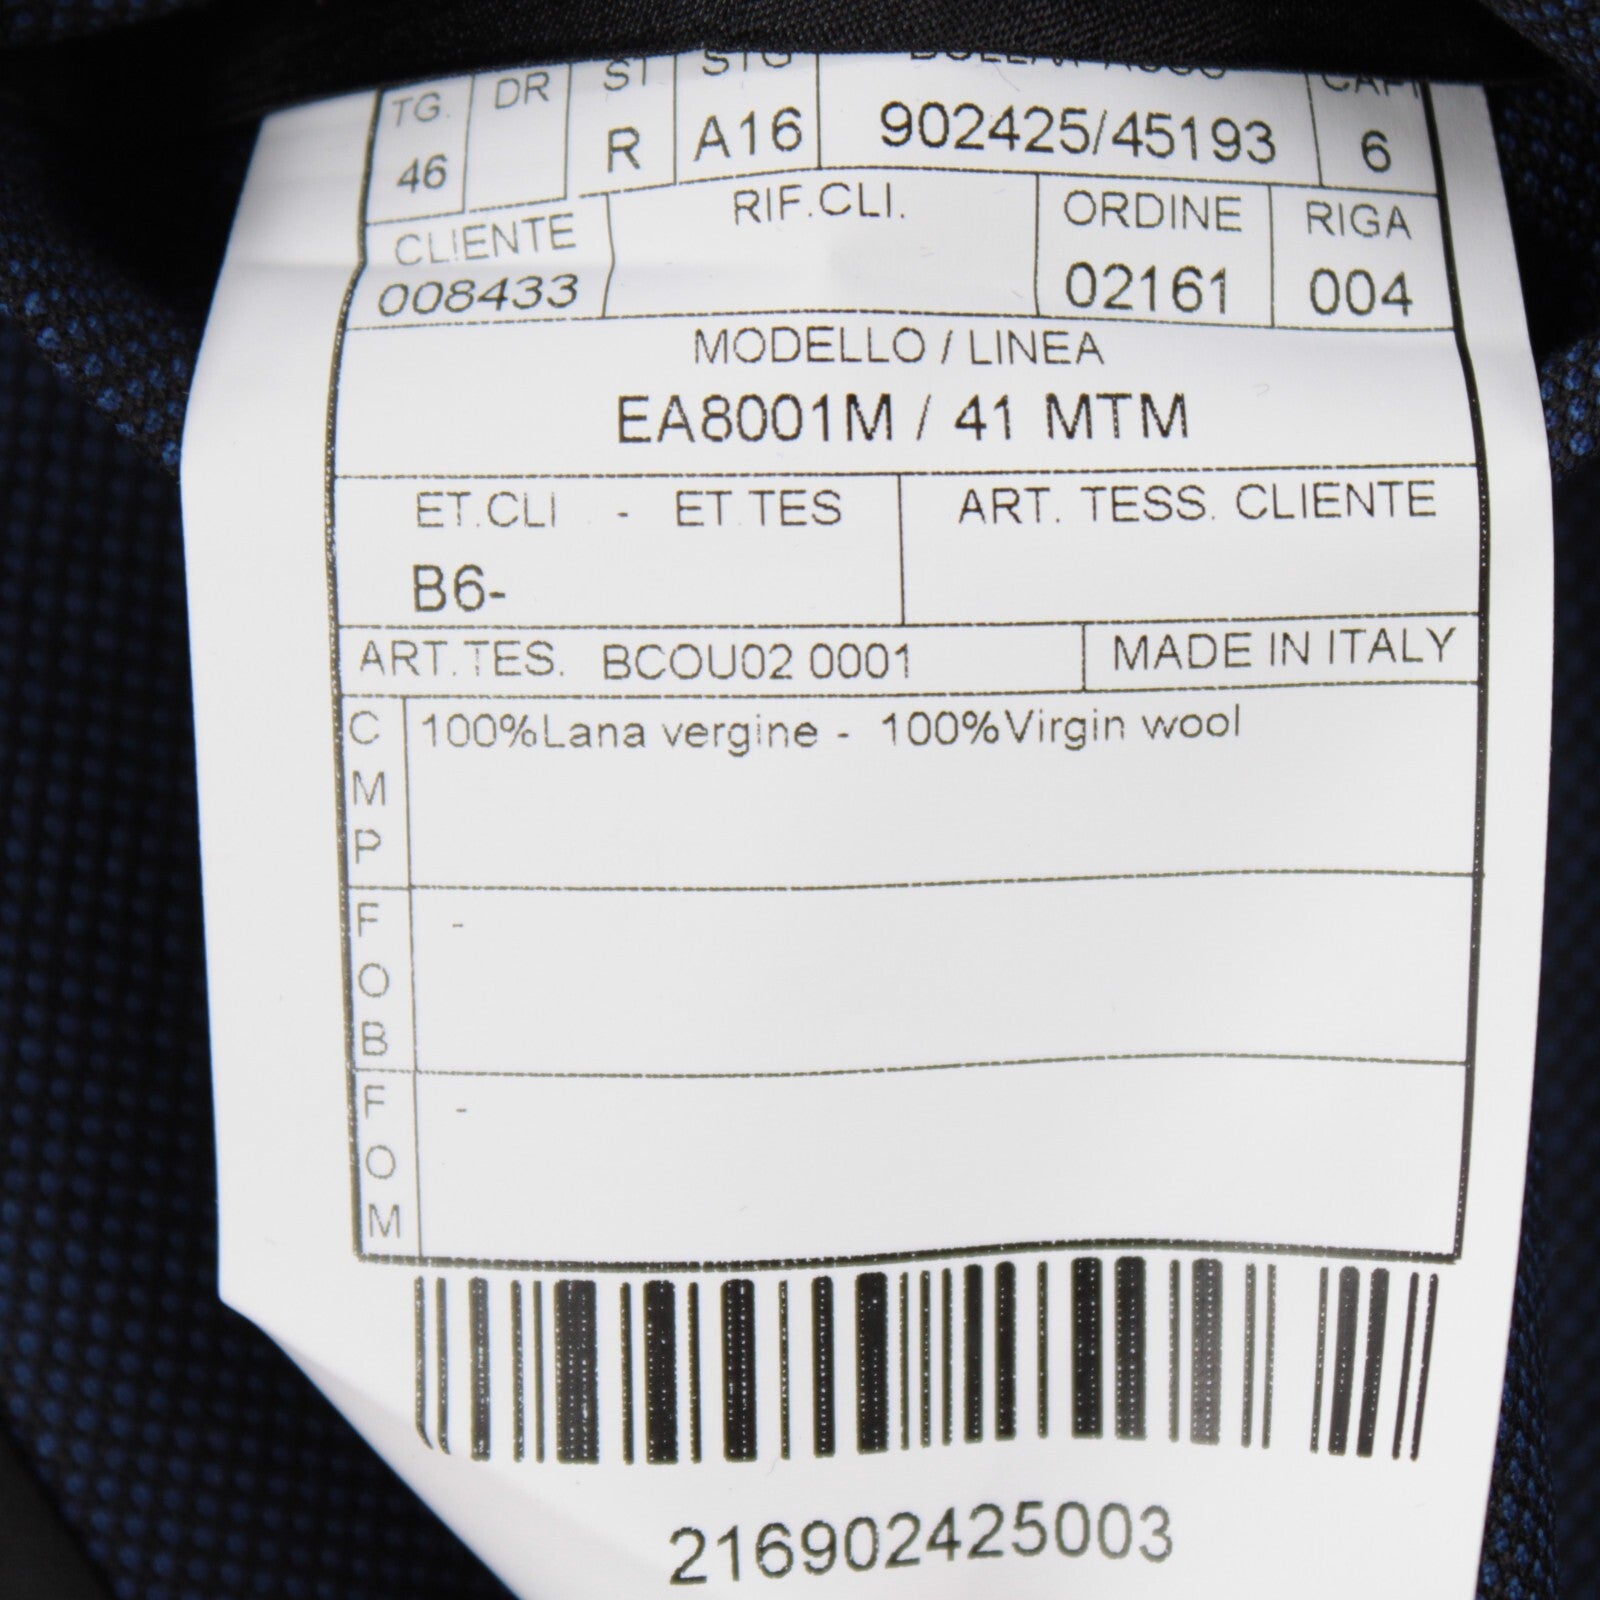 TG. DR ST STG BOLLA/PASSO CAPI
46 R A16 902425/45193 6
CLIENTE RIF.CLI. ORDINE RIGA
008433 02161 004
MODELLO / LINEA
EA8001M / 41 MTM
ET.CLI - ET.TES ART. TESS. CLIENTE
B6-
ART.TES. BCOU02 0001 MADE IN ITALY
C 100%Lana vergine - 100%Virgin wool
M
P
F -
O
B
F -
O
M
216902425003